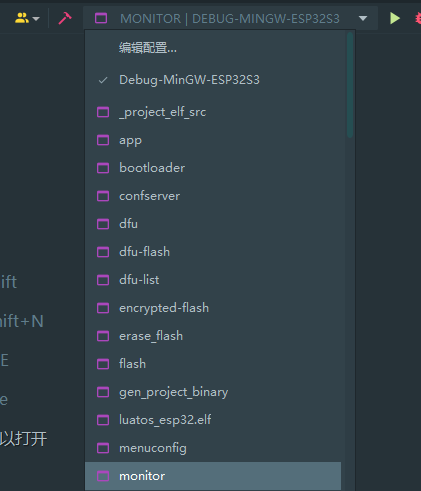 MONITOR | DEBUG-MINGW-ESP32S3
编辑配置...
Debug-MinGW-ESP32S3
_project_elf_src
app
bootloader
confserver
dfu
dfu-flash
dfu-list
ift
encrypted-flash
hift+N
erase_flash
E
flash
gen_project_binary
e
luatos_esp32.elf
以打开
menuconfig
monitor